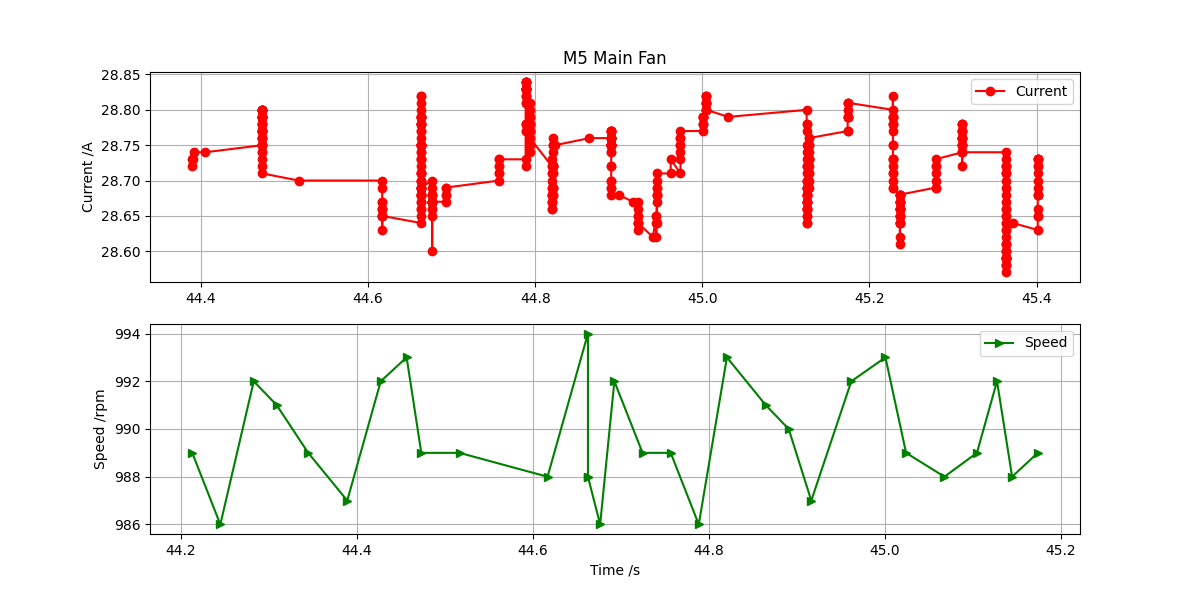 M5 Main Fan
Current /A
28.85
28.80
28.75
28.70
28.65
28.60
Current
44.4 44.6 44.8 45.0 45.2 45.4
Speed /rpm
994
992
990
988
986
Speed
44.2 44.4 44.6 44.8 45.0 45.2
Time /s